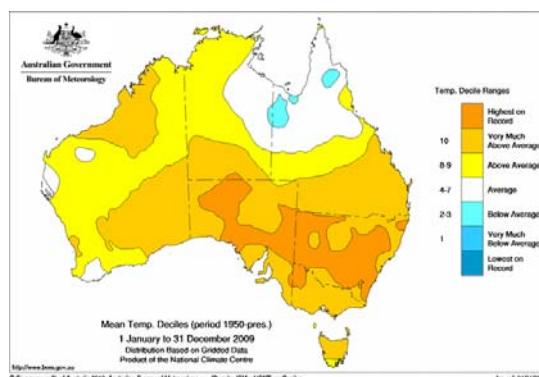 Australian Government
Bureau of Meteorology
Temp. Decile Ranges
Highest on
Record
10
Very Much
Above Average
8-9
Above Average
4-7
Average
2-3
Below Average
1
Very Much
Below Average
Lowest on
Record
Mean Temp. Deciles (period 1950-pres.)
1 January to 31 December 2009
Distribution Based on Gridded Data
Product of the National Climate Centre
http://www.bom.gov.au